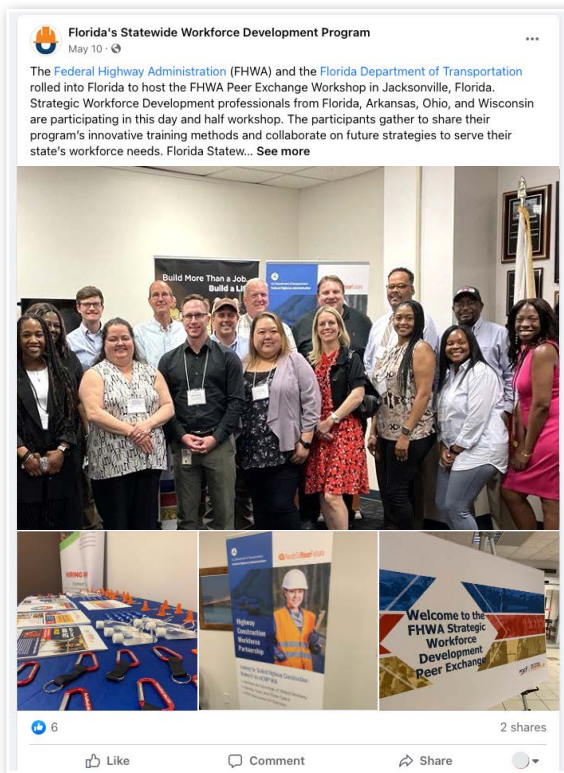 Florida's Statewide Workforce Development Program
May 10 ·
The Federal Highway Administration (FHWA) and the Florida Department of Transportation
rolled into Florida to host the FHWA Peer Exchange Workshop in Jacksonville, Florida.
Strategic Workforce Development professionals from Florida, Arkansas, Ohio, and Wisconsin
are participating in this day and half workshop. The participants gather to share their
program's innovative training methods and collaborate on future strategies to serve their
state's workforce needs. Florida Statew... See more
Build More Than a Job
Build a
HIRING
Highway
Construction
Workforce
Partnership
Welcome to the
FHWA Strategic
Workforce
Development
Peer Exchange
6
2 shares
Like
Comment
Share